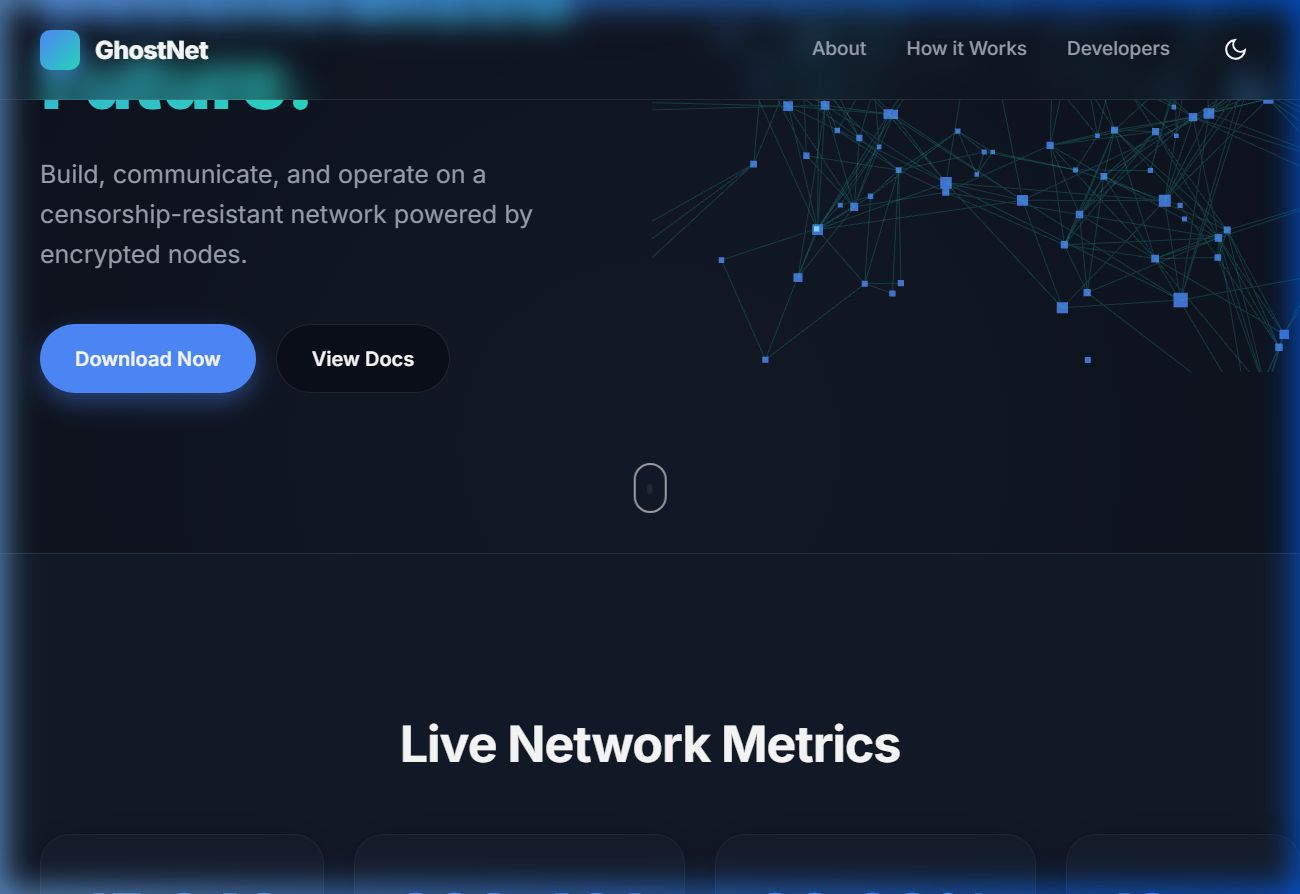 GhostNet
About
How it Works
Developers
Future.
Build, communicate, and operate on a
censorship-resistant network powered by
encrypted nodes.
Download Now
View Docs
Live Network Metrics